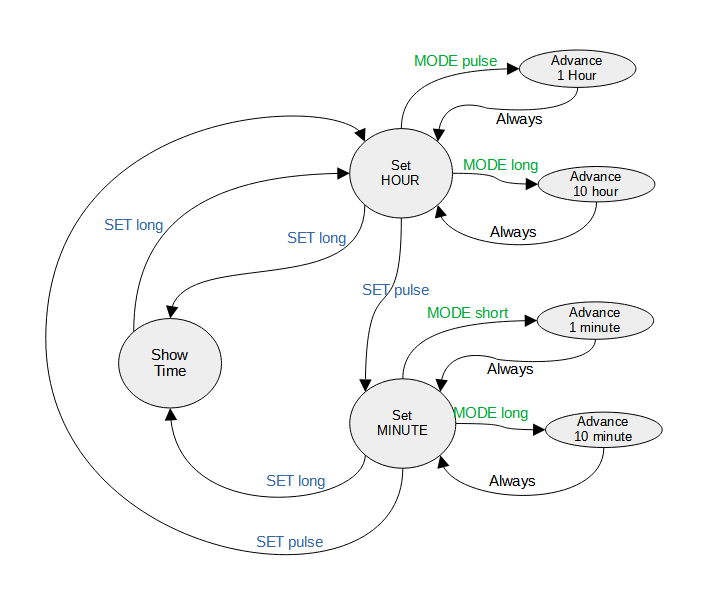 MODE pulse
Advance
1 Hour
Always
Set
HOUR
MODE long
Advance
10 hour
SET long
SET long
Always
SET pulse
MODE short
Advance
1 minute
Show
Time
Always
Set
MINUTE
MODE long
Advance
10 minute
SET long
Always
SET pulse